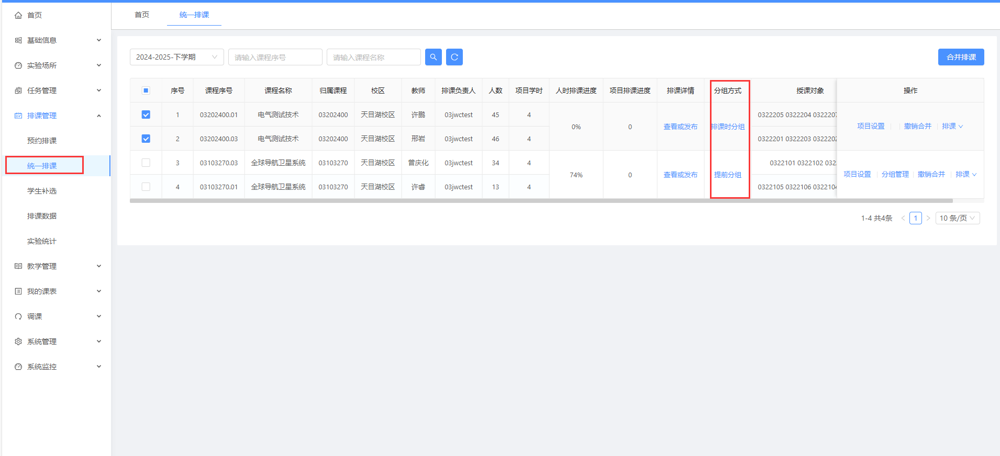 首页
基础信息
实验场所
任务管理
排课管理
预约排课
统一排课
学生补选
排课数据
实验统计
教学管理
我的课表
调课
系统管理
系统监控
首页 统一排课
2024-2025-下学期 请输入课程序号 请输入课程名称 合并排课
序号 课程序号 课程名称 归属课程 校区 教师 排课负责人 人数 项目学时 人时排课进度 项目排课进度 排课详情 分组方式 授课对象 操作
1 03202400.01 电气测试技术 03202400 天目湖校区 许鹏 03jwctest 45 4 0322205 0322204 0322207
0% 0 查看或发布 排课时分组 项目设置 撤销合并 排课
2 03202400.03 电气测试技术 03202400 天目湖校区 邢岩 03jwctest 46 4 0322201 0322203 0322202
3 03103270.03 全球导航卫星系统 03103270 天目湖校区 曾庆化 03jwctest 34 4 0322101 0322102 032
74% 0 查看或发布 提前分组 项目设置 分组管理 撤销合并 排课
4 03103270.01 全球导航卫星系统 03103270 天目湖校区 许睿 03jwctest 13 4 0322105 0322106 0322104
1-4 共4条 < 1 > 10 条/页